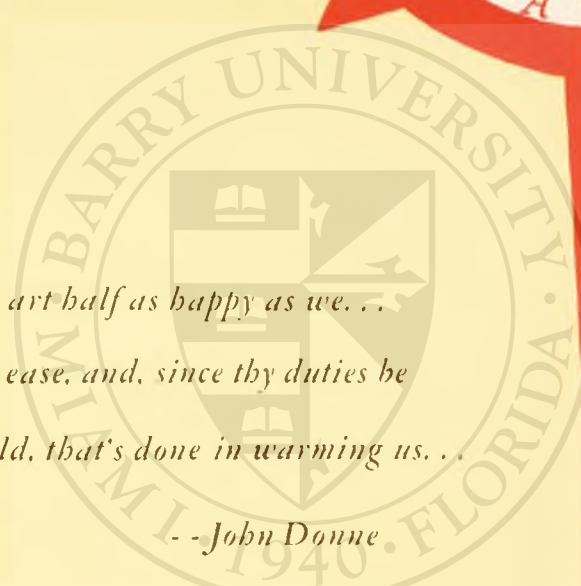 A
BARRY UNIVERSITY
art half as happy as we. . .
ease, and, since thy duties be
ld, that's done in warming us. . .
- - John Donne
MIAMI • 1940 • FLORIDA